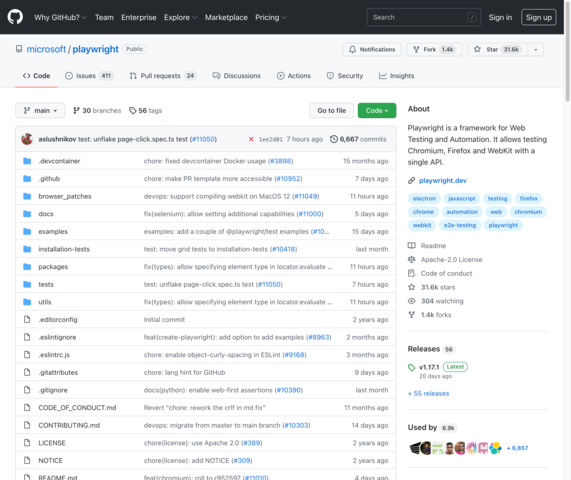 Why GitHub? Team Enterprise Explore Marketplace Pricing Search / Sign in Sign up
microsoft / playwright Public Notifications Fork 1.4k Star 31.6k
Code Issues 411 Pull requests 24 Discussions Actions Security Insights
main 30 branches 56 tags Go to file Code
aslushnikov test: unflake page-click.spec.ts test (#11050) 1ee2d01 7 hours ago 6,667 commits
.devcontainer chore: fixed devcontainer Docker usage (#3898) 15 months ago
.github chore: make PR template more accessible (#10952) 7 days ago
browser_patches devops: support compiling webkit on MacOS 12 (#11049) 11 hours ago
docs fix(selenium): allow setting additional capabilities (#11000) 5 days ago
examples examples: add a couple of @playwright/test examples (#10... 15 days ago
installation-tests test: move grid tests to installation-tests (#10418) last month
packages fix(types): allow specifying element type in locator.evaluate ... 11 hours ago
tests test: unflake page-click.spec.ts test (#11050) 7 hours ago
utils fix(types): allow specifying element type in locator.evaluate ... 11 hours ago
.editorconfig Initial commit 2 years ago
.eslintignore feat(create-playwright): add option to add examples (#8963) 2 months ago
.eslintrc.js chore: enable object-curly-spacing in ESLint (#9168) 3 months ago
.gitattributes chore: lang hint for GitHub 9 days ago
.gitignore docs(python): enable web-first assertions (#10390) last month
CODE_OF_CONDUCT.md Revert "chore: rework the crlf in md fix" 11 months ago
CONTRIBUTING.md devops: migrate from master to main branch (#10303) 14 days ago
LICENSE chore(license): use Apache 2.0 (#389) 2 years ago
NOTICE chore(license): add NOTICE (#309) 2 years ago
README.md feat(chromium): roll to r952597 (#11010) 4 days ago
About
Playwright is a framework for Web
Testing and Automation. It allows testing
Chromium, Firefox and WebKit with a
single API.
playwright.dev
electron javascript testing firefox
chrome automation web chromium
webkit e2e-testing playwright
Readme
Apache-2.0 License
Code of conduct
31.6k stars
304 watching
1.4k forks
Releases 56
v1.17.1 Latest
20 days ago
+ 55 releases
Used by 6.9k
+ 6,857